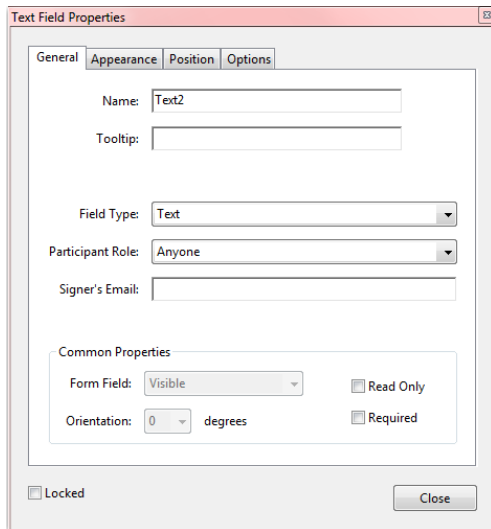 Text Field Properties
General Appearance Position Options
Name: Text2
Tooltip:
Field Type: Text
Participant Role: Anyone
Signer's Email:
Common Properties
Form Field: Visible
Read Only
Orientation: 0 degrees
Required
Locked
Close